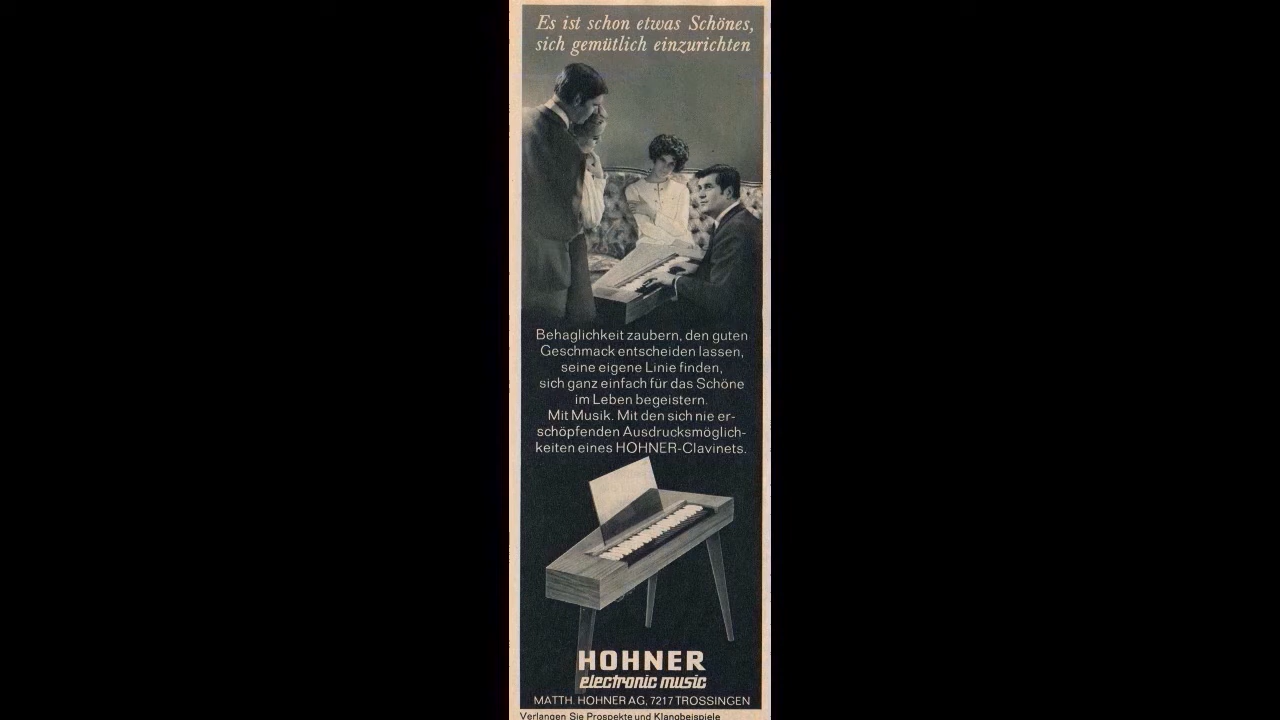 Es ist schon etwas Schönes,
sich gemütlich einzurichten
Behaglichkeit zaubern, den guten
Geschmack entscheiden lassen,
seine eigene Linie finden,
sich ganz einfach für das Schöne
im Leben begeistern.
Mit Musik. Mit den sich nie er-
schöpfenden Ausdrucksmöglich-
keiten eines HOHNER-Clavinets.
HOHNER
electronic music
MATTH. HOHNER AG, 7217 TROSSINGEN
Verlangen Sie Prospekte und Klangbeispiele